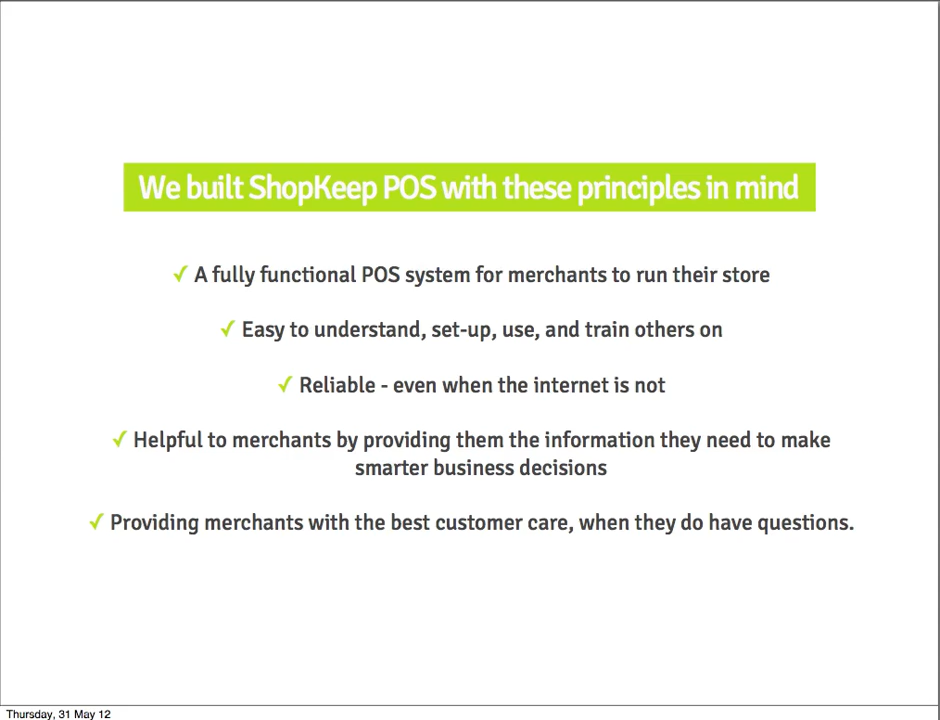 We built ShopKeep POS with these principles in mind
✓ A fully functional POS system for merchants to run their store
✓ Easy to understand, set-up, use, and train others on
✓ Reliable - even when the internet is not
✓ Helpful to merchants by providing them the information they need to make
smarter business decisions
✓ Providing merchants with the best customer care, when they do have questions.
Thursday, 31 May 12